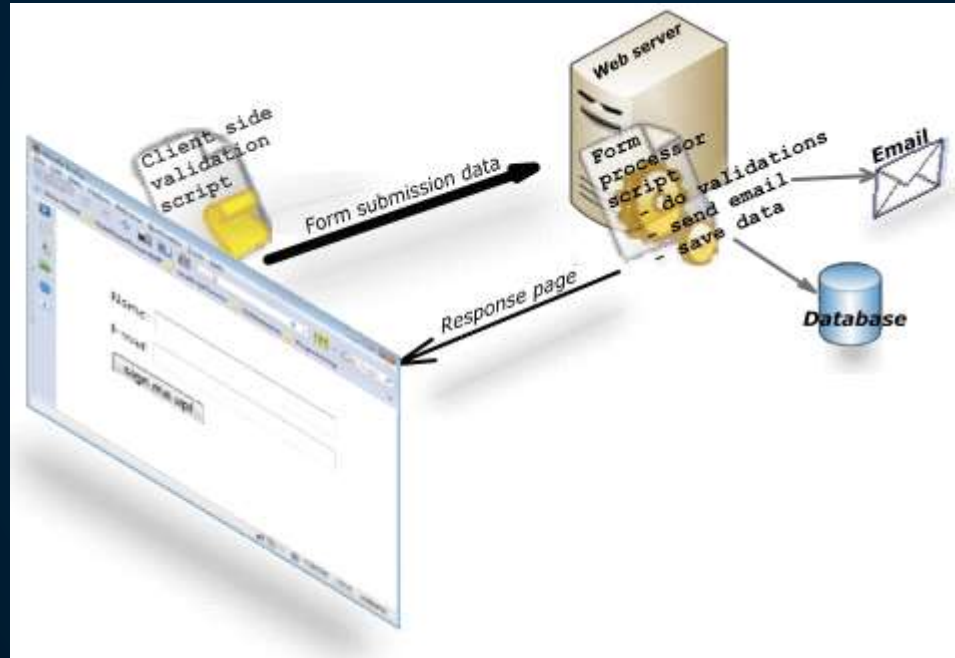 Web server
Client side
validation
script
Form submission data
Form
processor
script
- do validations
- send email
- save data
Email
Response page
Database
Name
Email
sign me up!